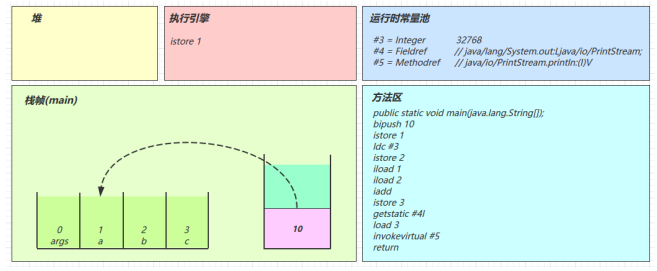 堆
执行引擎
istore 1
运行时常量池
#3 = Integer 32768
#4 = Fieldref // java/lang/System.out:Ljava/io/PrintStream;
#5 = Methodref // java/io/PrintStream.println:(I)V
栈帧(main)
0 1 2 3
args a b c
10
方法区
public static void main(java.lang.String[]);
bipush 10
istore 1
ldc #3
istore 2
iload 1
iload 2
iadd
istore 3
getstatic #4I
load 3
invokevirtual #5
return